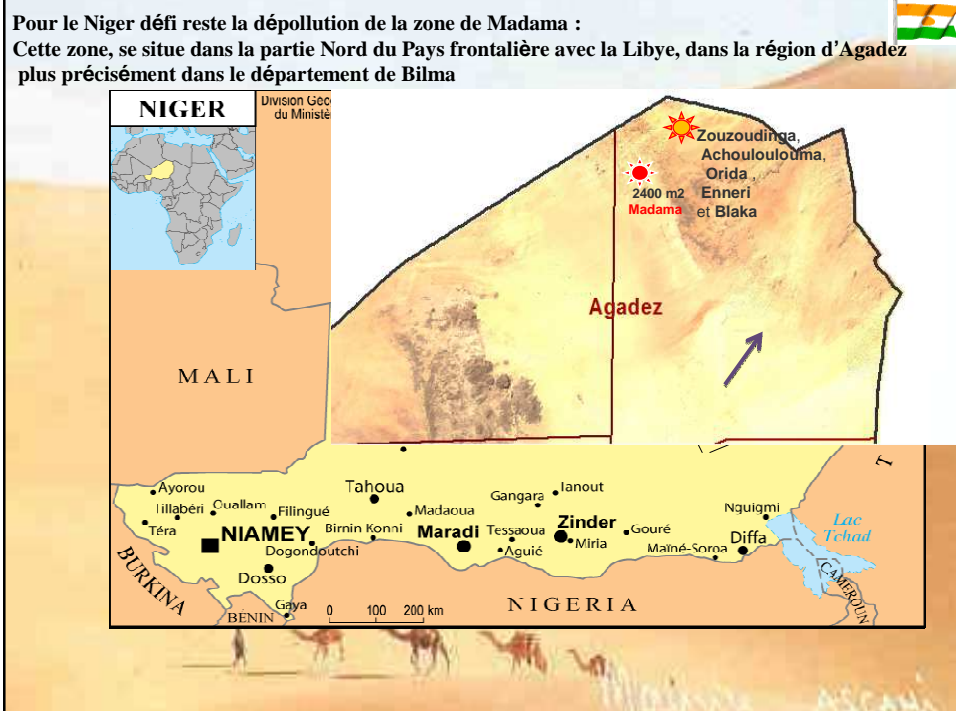 Pour le Niger défi reste la dépollution de la zone de Madama :
Cette zone, se situe dans la partie Nord du Pays frontalière avec la Libye, dans la région d'Agadez
plus précisément dans le département de Bilma
NIGER
Division Géo
du Ministè
Zouzoudinga,
Achouloulouma,
Orida
Enneri
et Blaka
2400 m2
Madama
Agadez
MALI
Ayorou
Tillabéri
Ouallam
Filingué
Téra
NIAMEY
Dogondoutchi
Dosso
Gaya
Tahoua
Madaoua
Birnin Konni
Maradi
Tessaoua
Aguié
Gangara
Tanout
Zinder
Miria
Gouré
Maïné-Soroa
Nguigmi
Diffa
Lac
Tchad
T
BURKINA
BÉNIN
NIGERIA
CAMEROUN
0 100 200 km